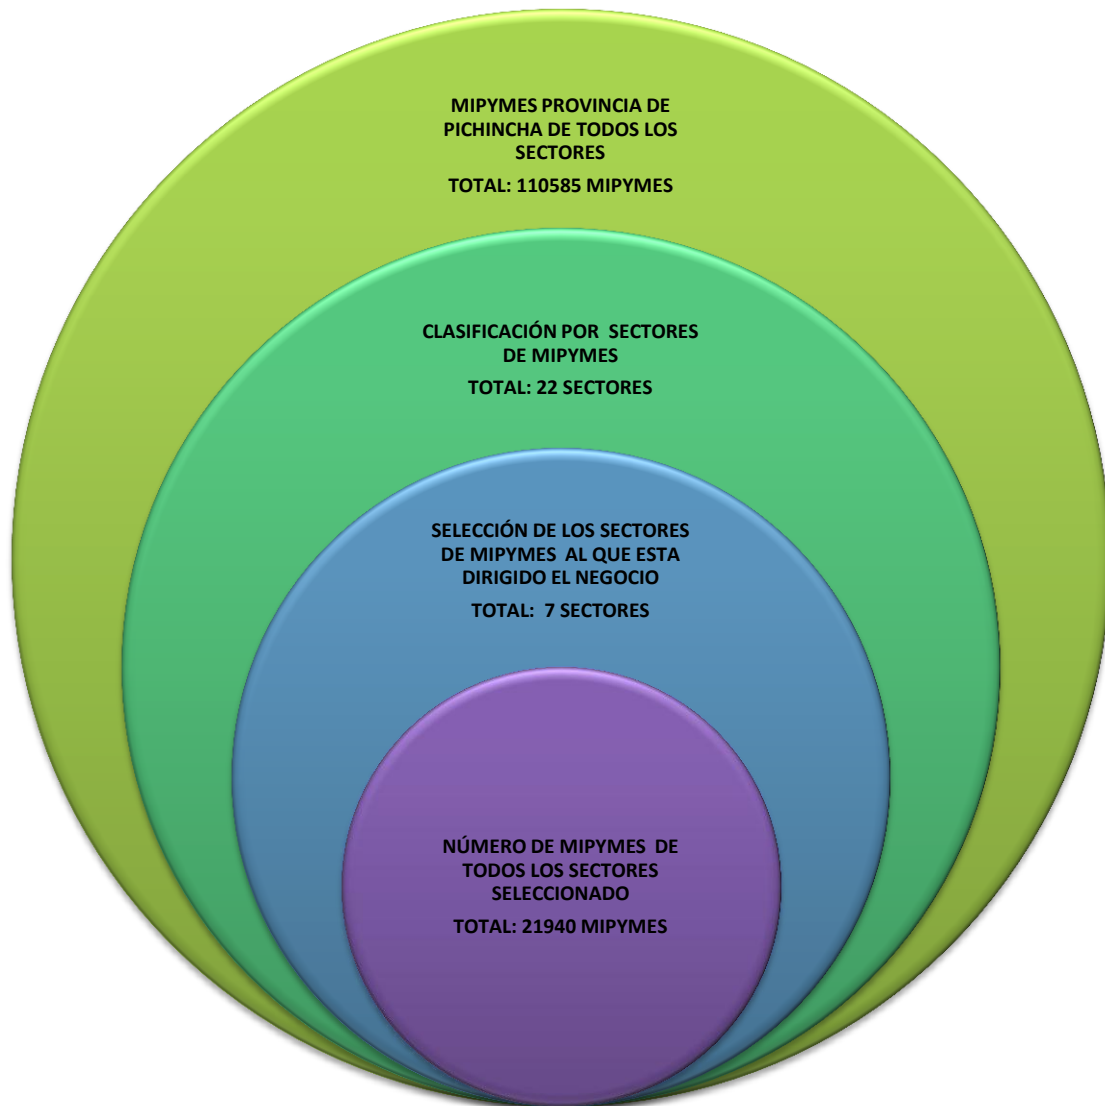 MIPYMES PROVINCIA DE
PICHINCHA DE TODOS LOS
SECTORES
TOTAL: 110585 MIPYMES
CLASIFICACIÓN POR SECTORES
DE MIPYMES
TOTAL: 22 SECTORES
SELECCIÓN DE LOS SECTORES
DE MIPYMES AL QUE ESTA
DIRIGIDO EL NEGOCIO
TOTAL: 7 SECTORES
NÚMERO DE MIPYMES DE
TODOS LOS SECTORES
SELECCIONADO
TOTAL: 21940 MIPYMES